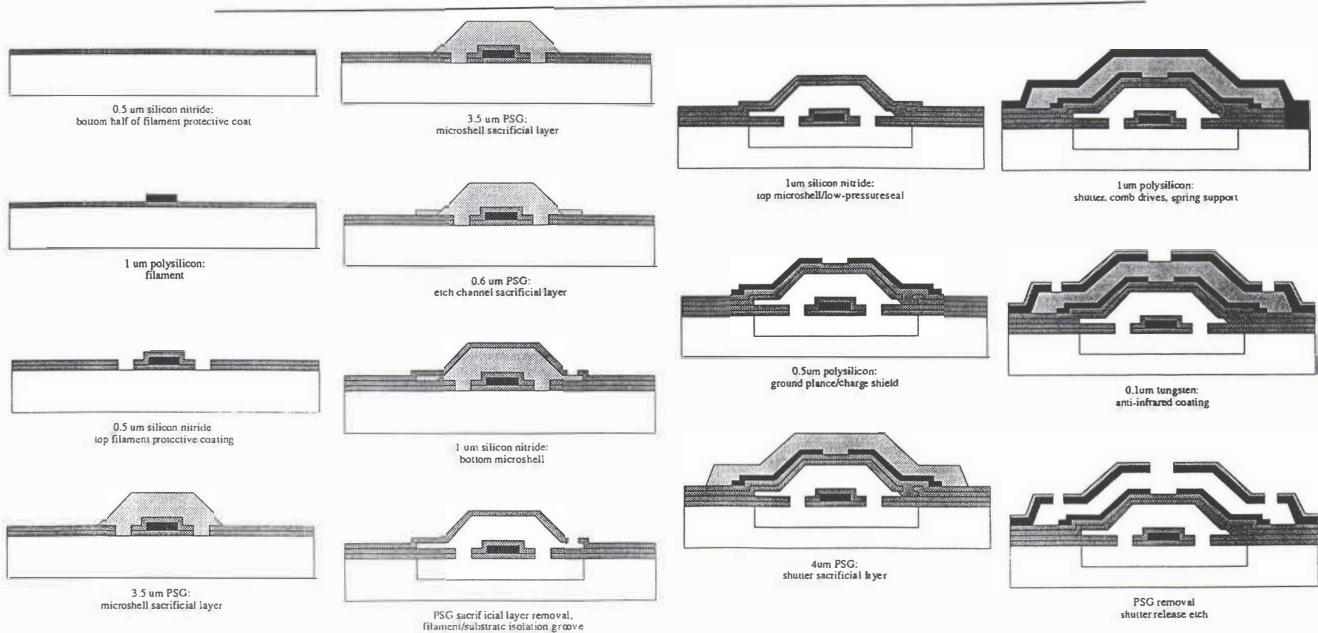 0.5 um silicon nitride:
bottom half of filament protective coat
1 um polysilicon:
filament
0.5 um silicon nitride
top filament protective coating
3.5 um PSG:
microshell sacrificial layer
3.5 um PSG:
microshell sacrificial layer
0.6 um PSG:
etch channel sacrificial layer
1 um silicon nitride:
bottom microshell
PSG sacrificial layer removal,
filament/substrate isolation groove
1um silicon nitride:
top microshell/low-pressure seal
0.5um polysilicon:
ground plance/charge shield
4um PSG:
shutter sacrificial layer
1um polysilicon:
shutter, comb drives, spring support
0.1um tungsten:
anti-infrared coating
PSG removal
shutter release etch